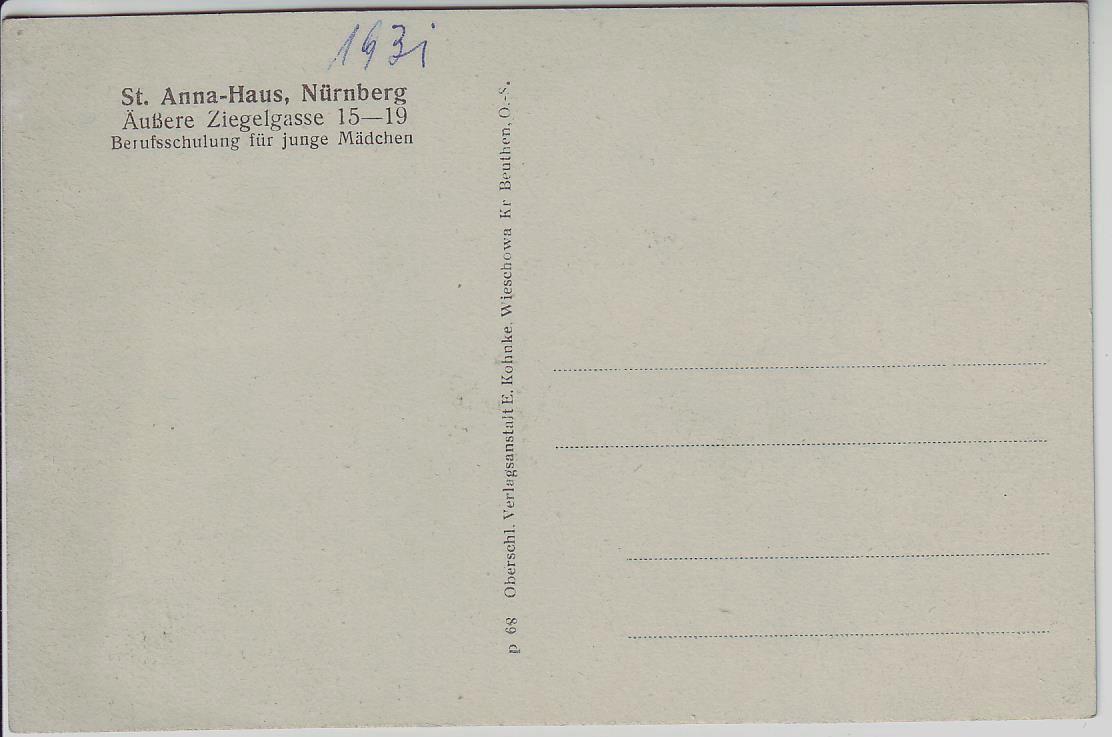 1931
St. Anna-Haus, Nürnberg
Äußere Ziegelgasse 15—19
Berufsschulung für junge Mädchen
p 68 Oberschl. Verlagsanstalt E. Kohnke, Wieschowa Kr Beuthen, O.-S.